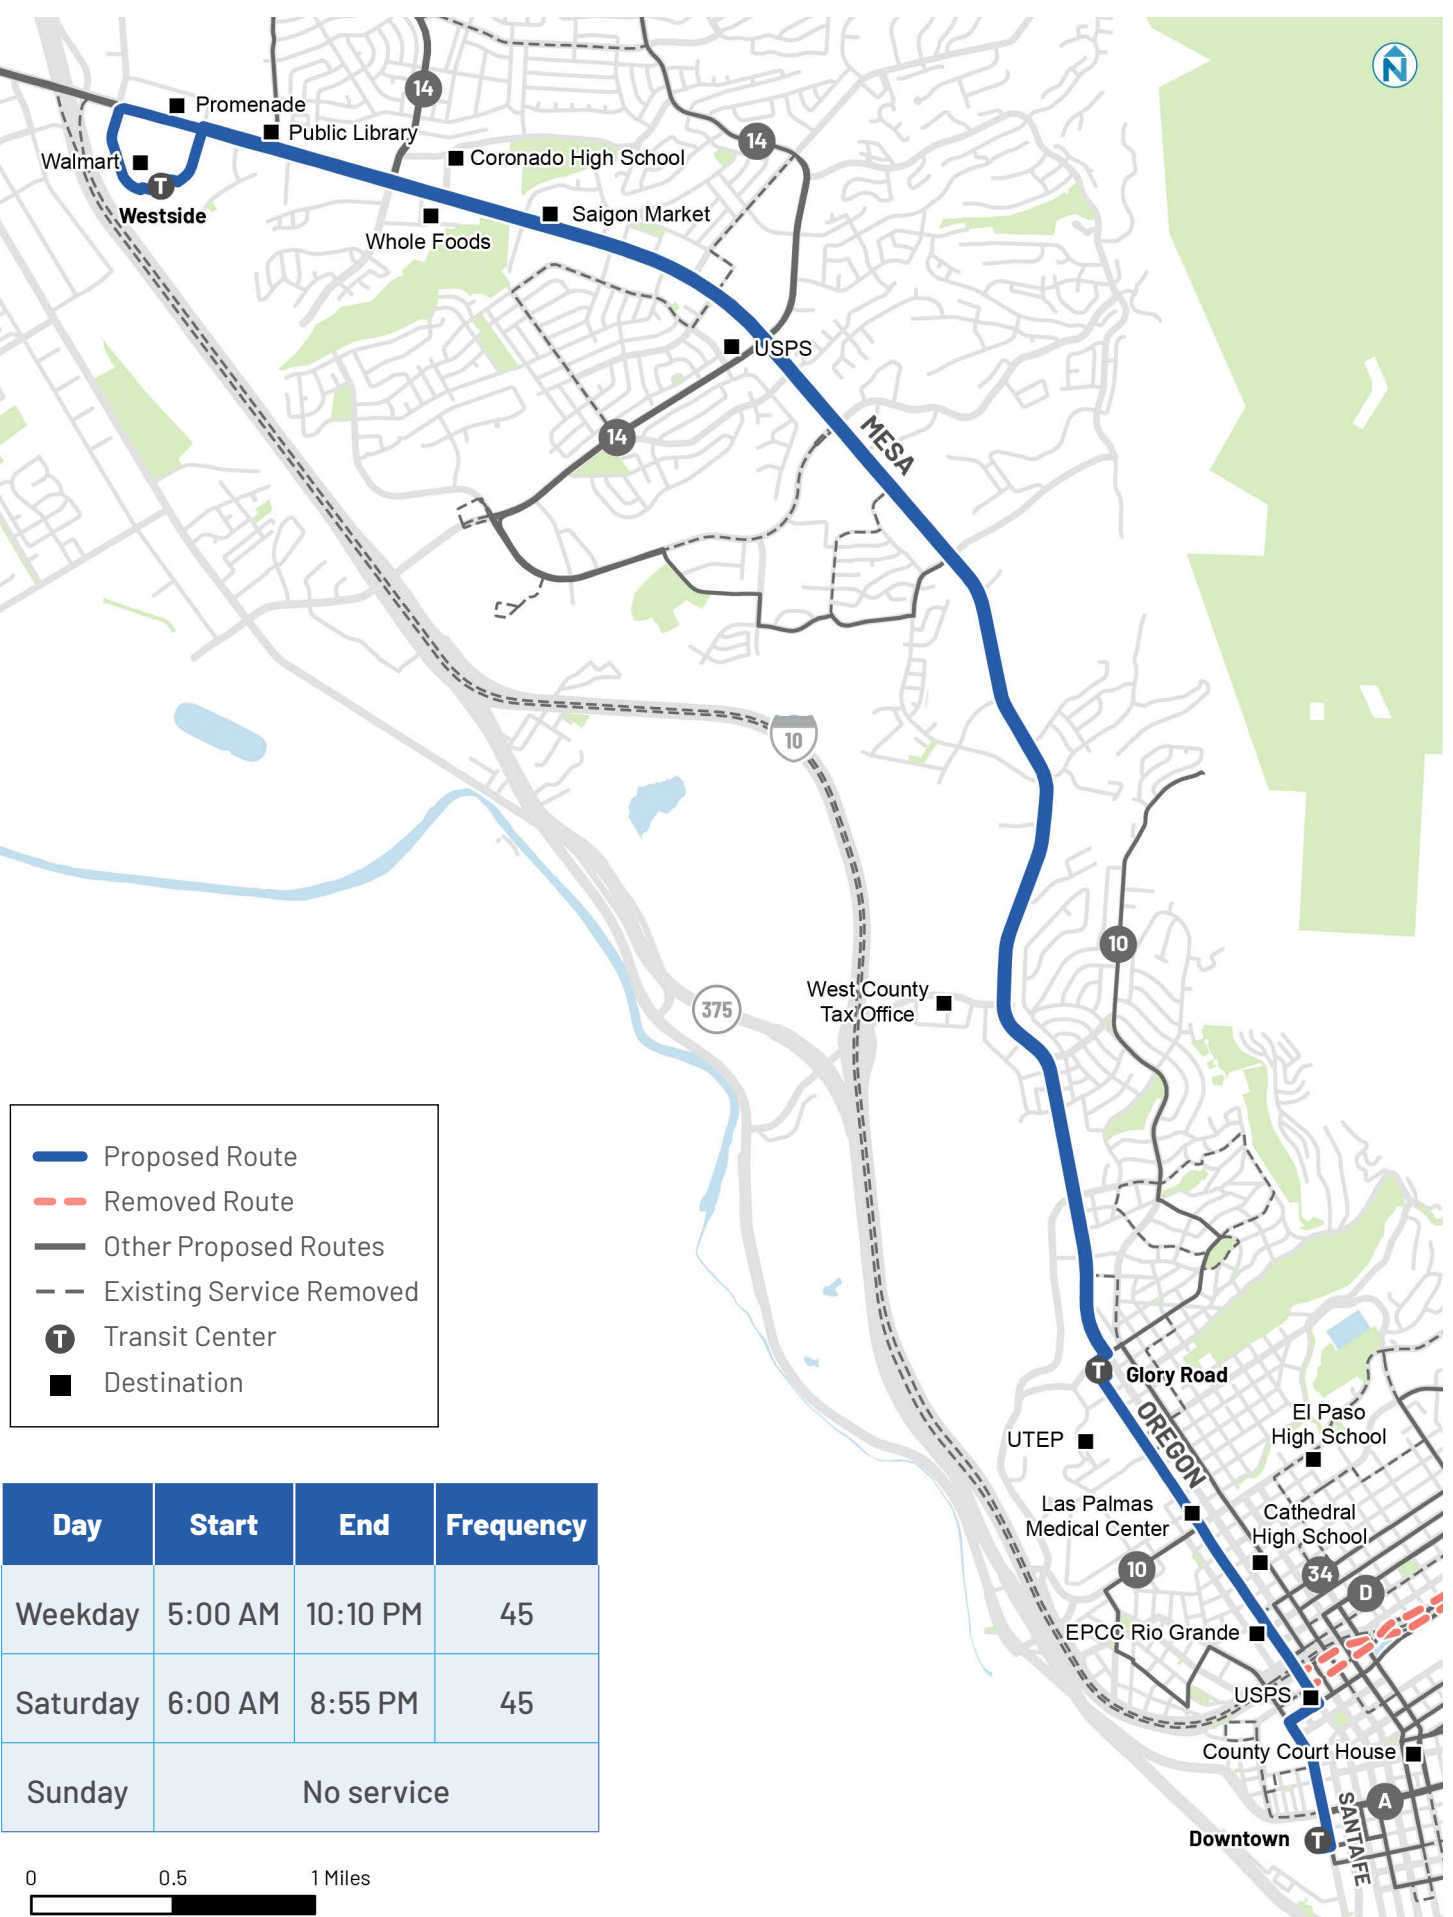 N
14
Promenade
Public Library
14
Walmart
Coronado High School
T
Westside
Saigon Market
Whole Foods
USPS
14
MESA
10
10
West County
Tax Office
375
Proposed Route
Removed Route
Other Proposed Routes
Existing Service Removed
T Transit Center
Destination
T Glory Road
OREGON
El Paso
High School
UTEP
Las Palmas
Medical Center
Cathedral
High School
10
34
D
EPCC Rio Grande
USPS
County Court House
SANTA FE
A
Downtown T
Day Start End Frequency
Weekday 5:00 AM 10:10 PM 45
Saturday 6:00 AM 8:55 PM 45
Sunday No service
0 0.5 1 Miles